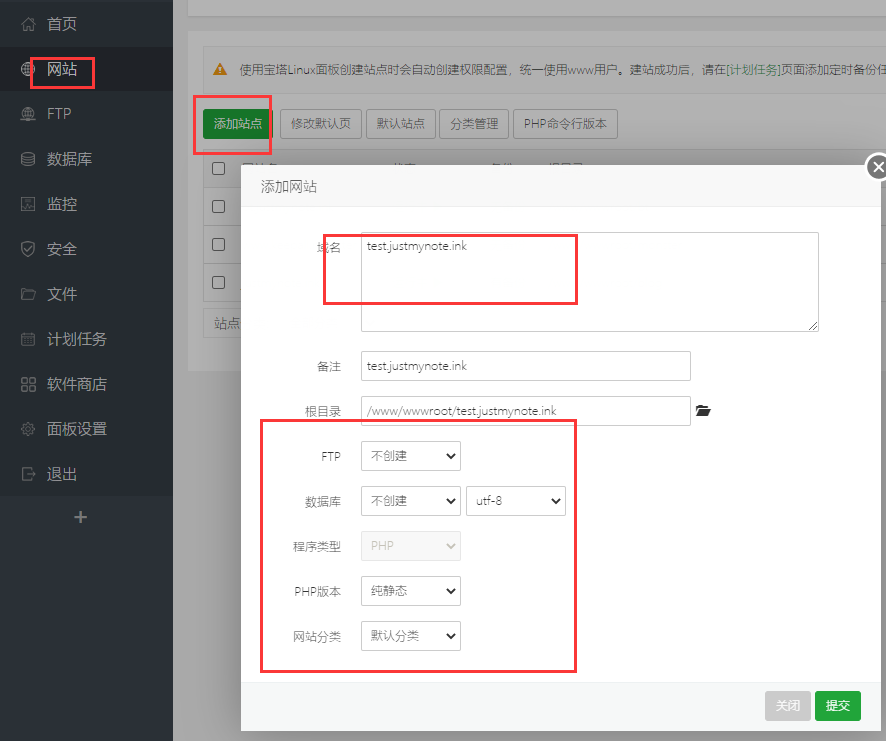 首页
网站
FTP
数据库
监控
安全
文件
计划任务
软件商店
面板设置
退出
使用宝塔Linux面板创建站点时会自动创建权限配置，统一使用www用户。建站成功后，请在[计划任务]页面添加定时备份任
添加站点 修改默认页 默认站点 分类管理 PHP命令行版本
站点
添加网站
域名 test.justmynote.ink
备注 test.justmynote.ink
根目录 /www/wwwroot/test.justmynote.ink
FTP 不创建
数据库 不创建 utf-8
程序类型 PHP
PHP版本 纯静态
网站分类 默认分类
关闭 提交